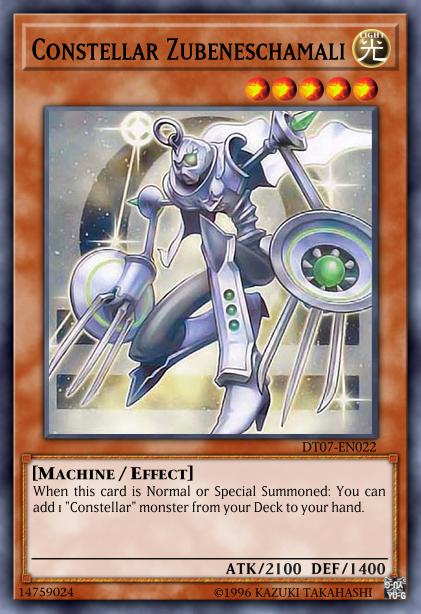 Constellar Zubeneschamali
LIGHT
光
DT07-EN022
[Machine / Effect]
When this card is Normal or Special Summoned: You can
add 1 "Constellar" monster from your Deck to your hand.
ATK/2100 DEF/1400
14759024
©1996 KAZUKI TAKAHASHI